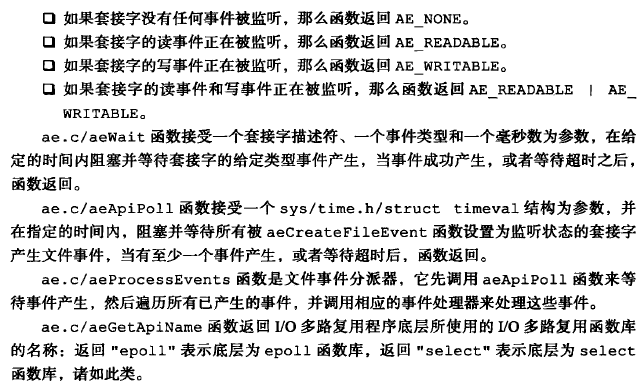 ❑ 如果套接字没有任何事件被监听，那么函数返回 AE_NONE。
❑ 如果套接字的读事件正在被监听，那么函数返回 AE_READABLE。
❑ 如果套接字的写事件正在被监听，那么函数返回 AE_WRITABLE。
❑ 如果套接字的读事件和写事件正在被监听，那么函数返回 AE_READABLE | AE_
WRITABLE。
ae.c/aeWait 函数接受一个套接字描述符、一个事件类型和一个毫秒数为参数，在给
定的时间内阻塞并等待套接字的给定类型事件产生，当事件成功产生，或者等待超时之后，
函数返回。
ae.c/aeApiPoll 函数接受一个 sys/time.h/struct timeval 结构为参数，并
在指定的时间内，阻塞并等待所有被 aeCreateFileEvent 函数设置为监听状态的套接字
产生文件事件，当有至少一个事件产生，或者等待超时后，函数返回。
ae.c/aeProcessEvents 函数是文件事件分派器，它先调用 aeApiPoll 函数来等
待事件产生，然后遍历所有已产生的事件，并调用相应的事件处理器来处理这些事件。
ae.c/aeGetApiName 函数返回 I/O 多路复用程序底层所使用的 I/O 多路复用函数库
的名称：返回 "epoll" 表示底层为 epoll 函数库，返回 "select" 表示底层为 select
函数库，诸如此类。